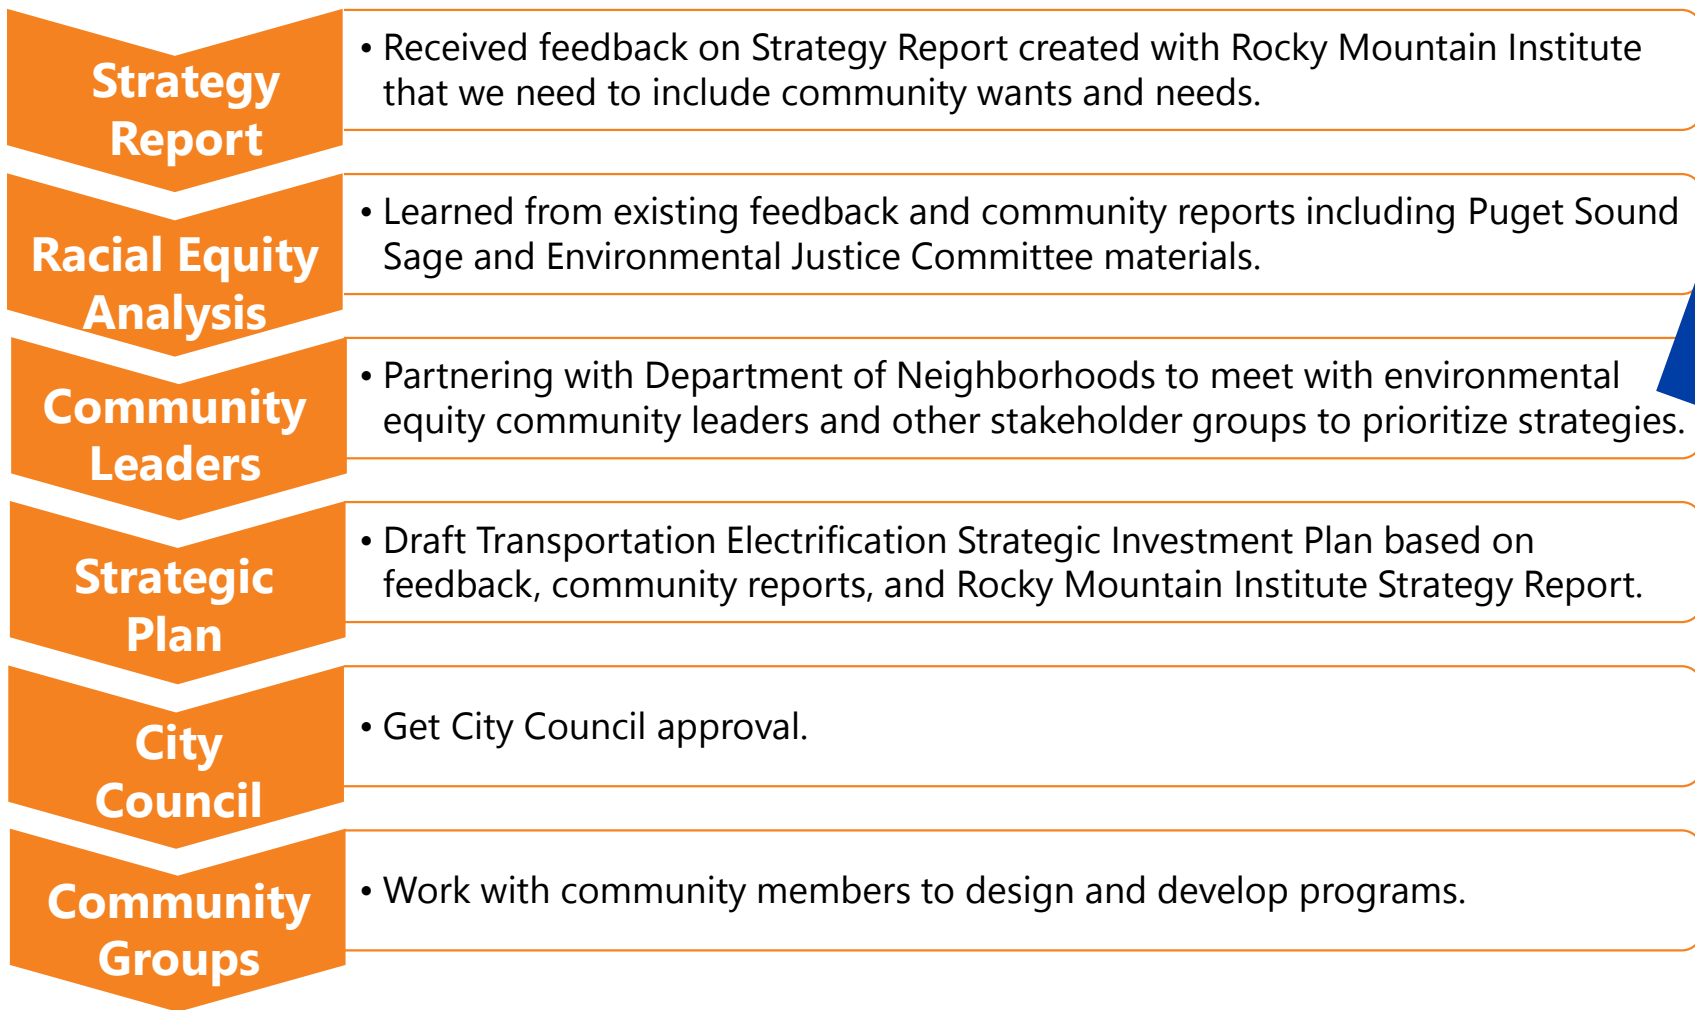 Strategy
Report
• Received feedback on Strategy Report created with Rocky Mountain Institute
that we need to include community wants and needs.
Racial Equity
Analysis
• Learned from existing feedback and community reports including Puget Sound
Sage and Environmental Justice Committee materials.
Community
Leaders
• Partnering with Department of Neighborhoods to meet with environmental
equity community leaders and other stakeholder groups to prioritize strategies.
Strategic
Plan
• Draft Transportation Electrification Strategic Investment Plan based on
feedback, community reports, and Rocky Mountain Institute Strategy Report.
City
Council
• Get City Council approval.
Community
Groups
• Work with community members to design and develop programs.